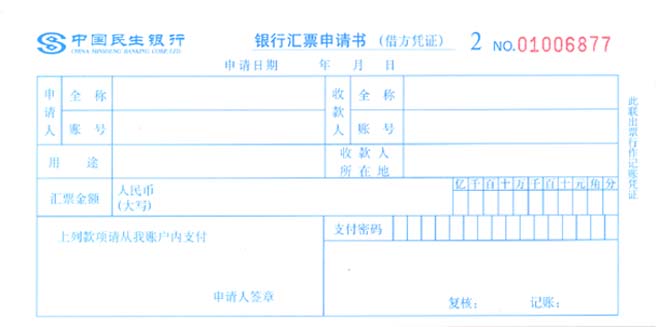 中国民生银行
CHINA MINSHENG BANKING CORP.,LTD.
银行汇票申请书 (借方凭证) 2 NO.01006877
申请日期 年 月 日
申请人 全称 收款人 全称
账号 账号
用途 收款人所在地
汇票金额 人民币(大写) 亿千百十万千百十元角分
上列款项请从我账户内支付
支付密码
申请人签章
复核: 记账:
此联出票行作记账凭证